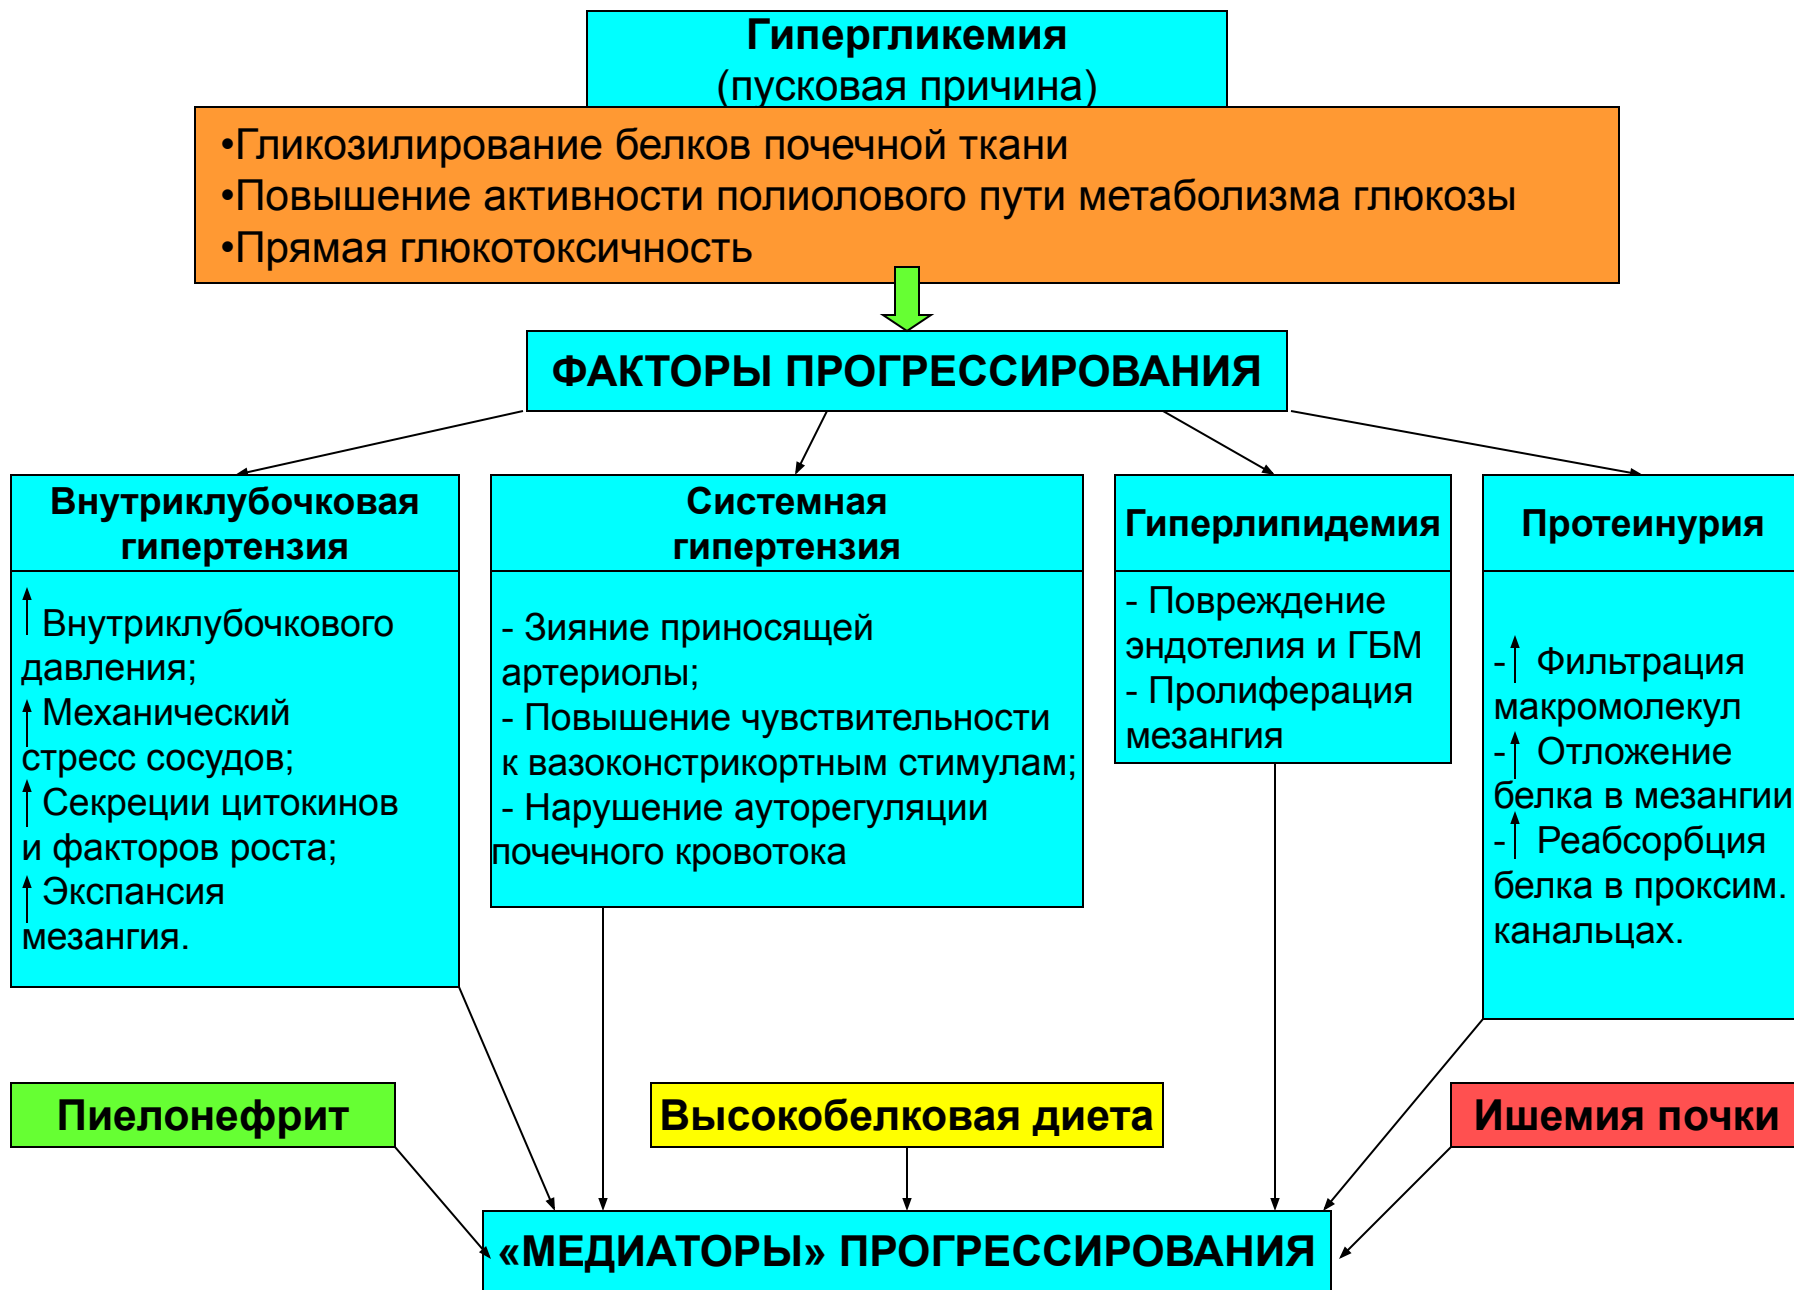 Гипергликемия
(пусковая причина)
•Гликозилирование белков почечной ткани
•Повышение активности полиолового пути метаболизма глюкозы
•Прямая глюкотоксичность
ФАКТОРЫ ПРОГРЕССИРОВАНИЯ
Внутриклубочковая
гипертензия
↑ Внутриклубочкового
давления;
↑ Механический
стресс сосудов;
↑ Секреции цитокинов
и факторов роста;
↑ Экспансия
мезангия.
Системная
гипертензия
- Зияние приносящей
артериолы;
- Повышение чувствительности
к вазоконстрикортным стимулам;
- Нарушение ауторегуляции
почечного кровотока
Гиперлипидемия
- Повреждение
эндотелия и ГБМ
- Пролиферация
мезангия
Протеинурия
-↑ Фильтрация
макромолекул
-↑ Отложение
белка в мезангии
-↑ Реабсорбция
белка в проксим.
канальцах.
Пиелонефрит
Высокобелковая диета
Ишемия почки
«МЕДИАТОРЫ» ПРОГРЕССИРОВАНИЯ